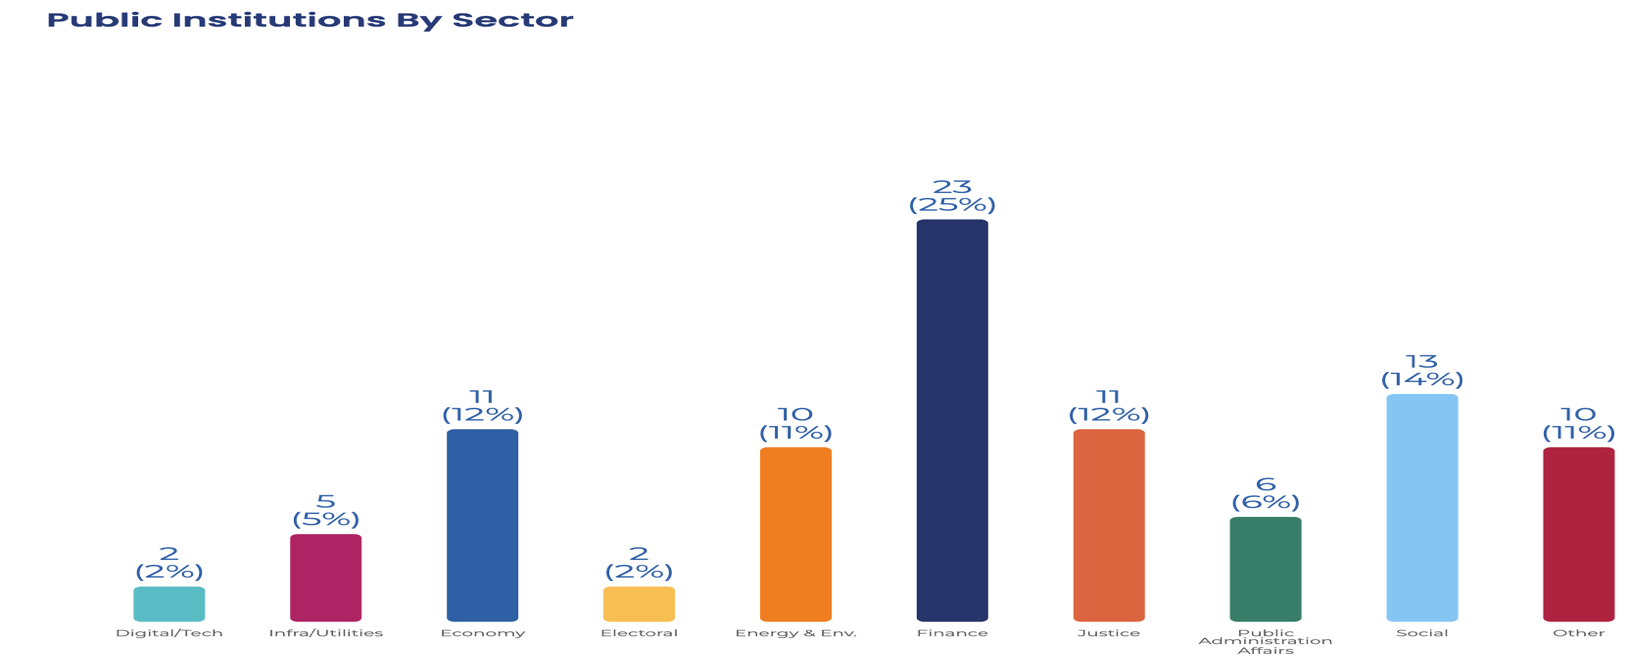 Public Institutions By Sector
23
(25%)
13
(14%)
11
(12%)
11
(12%)
10
(11%)
10
(11%)
6
(6%)
5
(5%)
2
(2%)
2
(2%)
Digital/Tech
Infra/Utilities
Economy
Electoral
Energy & Env.
Finance
Justice
Public
Administration
Affairs
Social
Other